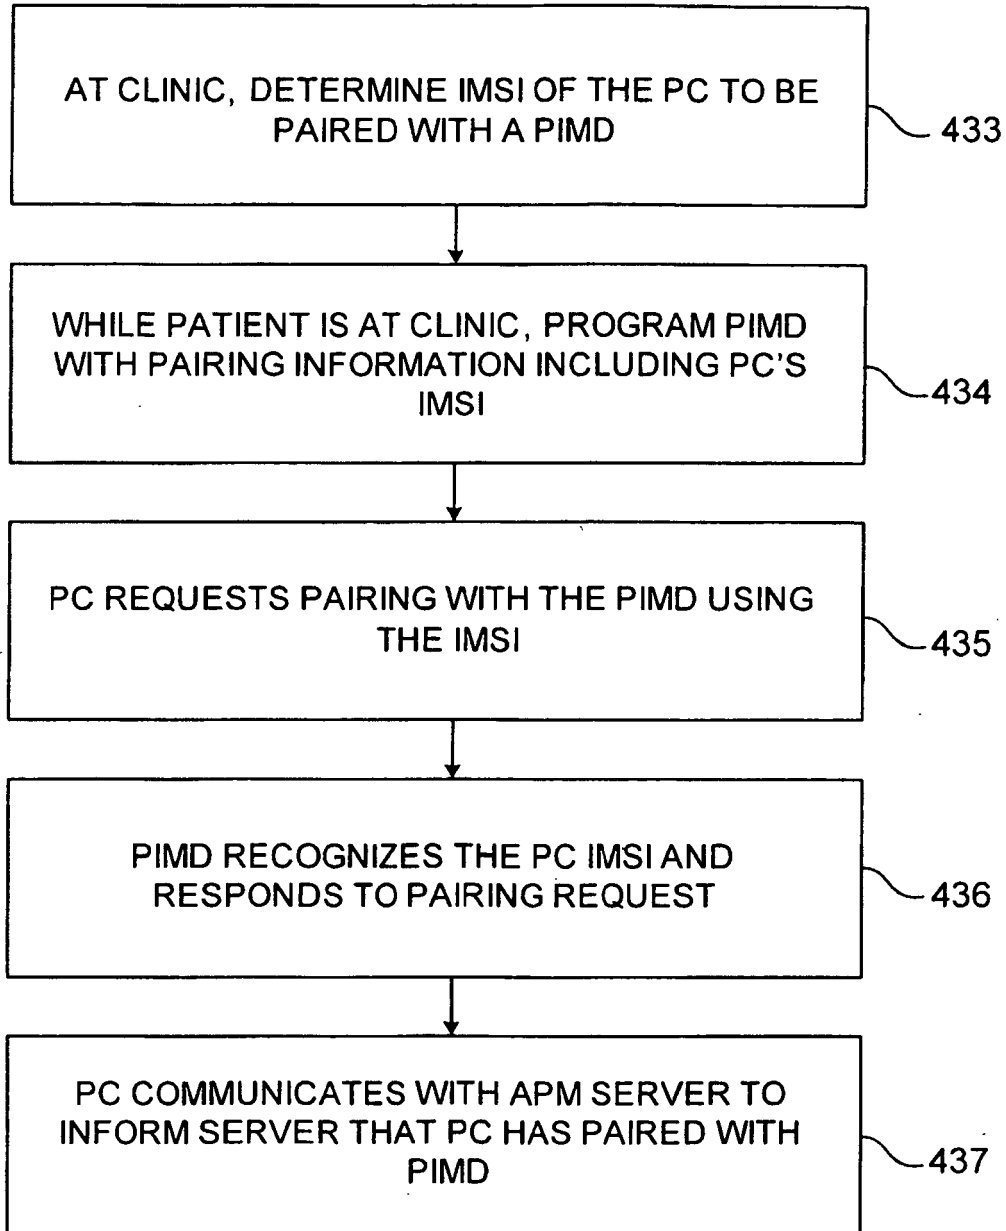 AT CLINIC, DETERMINE IMSI OF THE PC TO BE
PAIRED WITH A PIMD
433
WHILE PATIENT IS AT CLINIC, PROGRAM PIMD
WITH PAIRING INFORMATION INCLUDING PC'S
IMSI
434
PC REQUESTS PAIRING WITH THE PIMD USING
THE IMSI
435
PIMD RECOGNIZES THE PC IMSI AND
RESPONDS TO PAIRING REQUEST
436
PC COMMUNICATES WITH APM SERVER TO
INFORM SERVER THAT PC HAS PAIRED WITH
PIMD
437